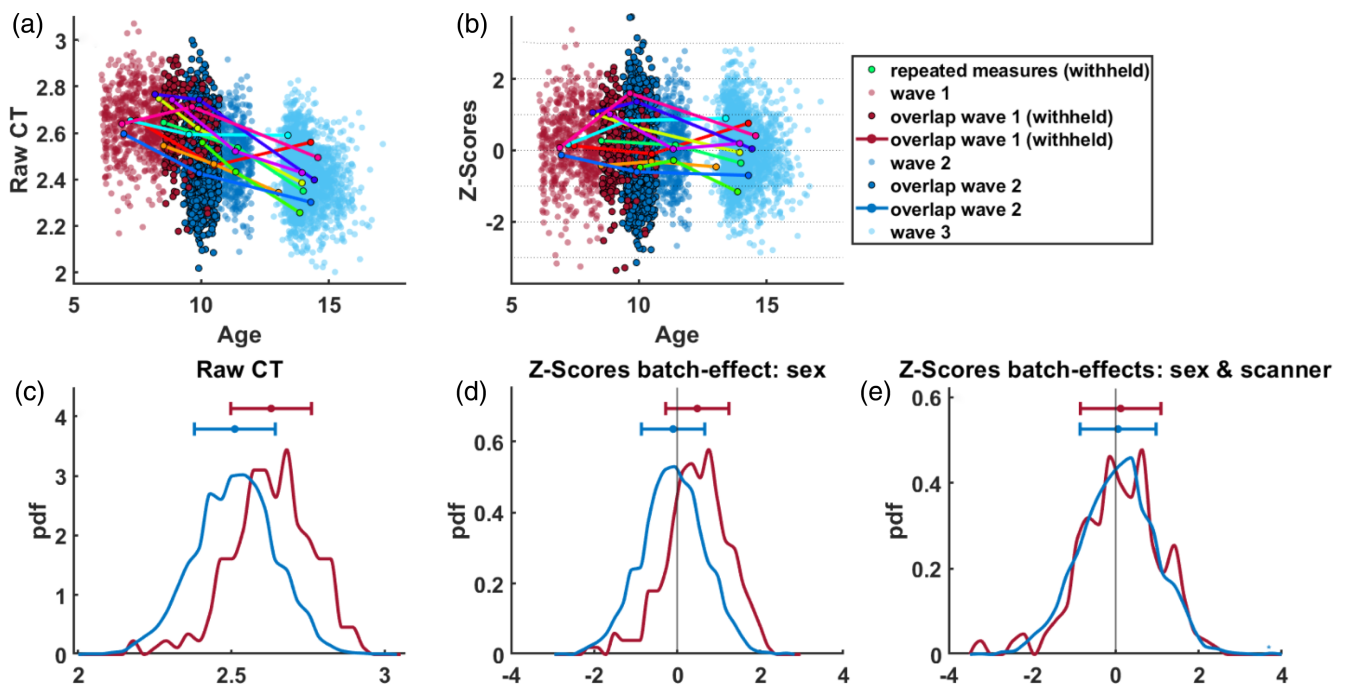 (a)
3
2.8
2.6
2.4
2.2
2
Raw CT
5
10
15
Age
(b)
2
0
-2
Z-Scores
5
10
15
Age
repeated measures (withheld)
wave 1
overlap wave 1 (withheld)
overlap wave 1 (withheld)
wave 2
overlap wave 2
overlap wave 2
wave 3
(c)
Raw CT
4
3
2
1
0
pdf
2
2.5
3
(d)
Z-Scores batch-effect: sex
0.6
0.4
0.2
0
pdf
-4
-2
0
2
4
(e)
Z-Scores batch-effects: sex & scanner
0.6
0.4
0.2
0
pdf
-4
-2
0
2
4